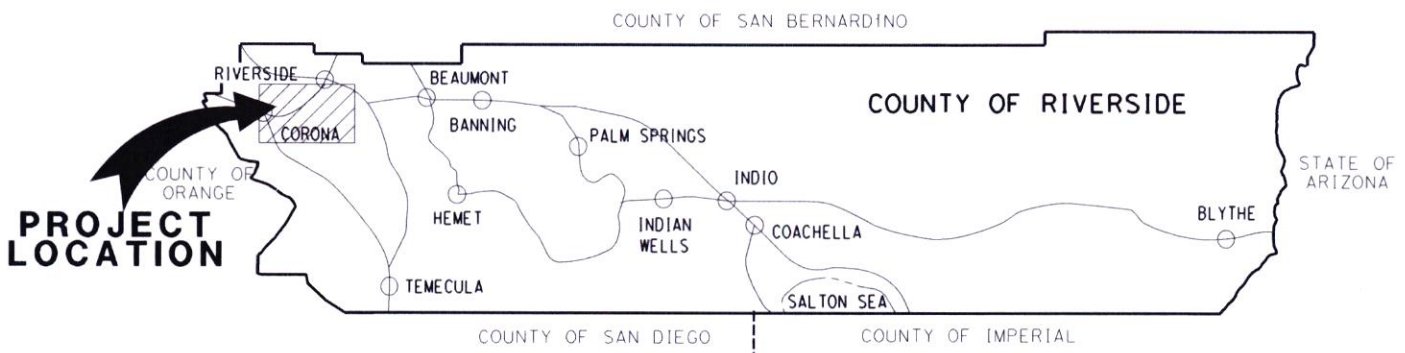 COUNTY OF SAN BERNARDINO
RIVERSIDE
BEAUMONT
COUNTY OF RIVERSIDE
BANNING
CORONA
PALM SPRINGS
COUNTY OF
ORANGE
STATE OF
ARIZONA
INDIO
PROJECT
LOCATION
HEMET
INDIAN
WELLS
COACHELLA
BLYTHE
TEMECULA
SALTON SEA
COUNTY OF SAN DIEGO
COUNTY OF IMPERIAL